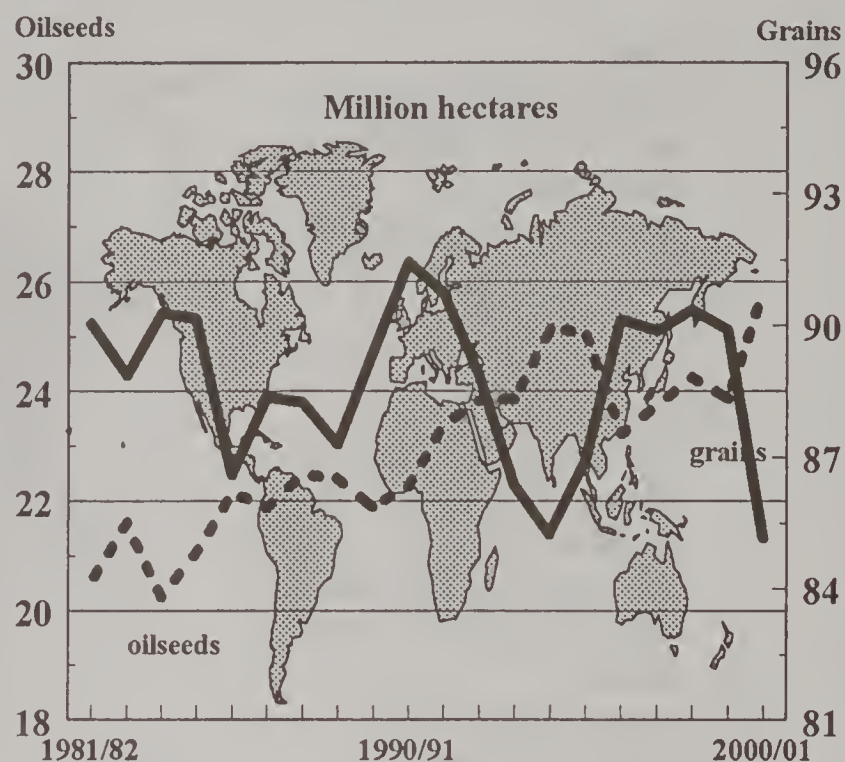 Oilseeds Grains
30 96
Million hectares
28
93
26
90
24
grains 87
22
84
20
oilseeds
18 81
1981/82 1990/91 2000/01